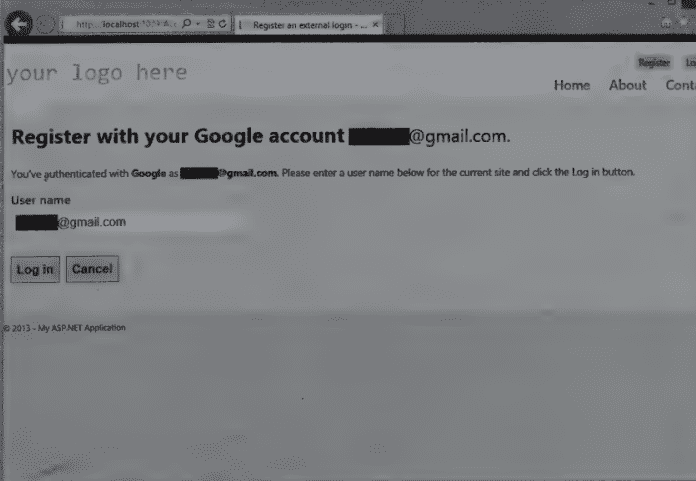 Register an external login - ...
Register
your logo here
Home About
Register with your Google account @gmail.com.
You've authenticated with Google as @gmail.com. Please enter a user name below for the current site and click the Log in button.
User name
@gmail.com
Log in Cancel
© 2013 - My ASP.NET Application